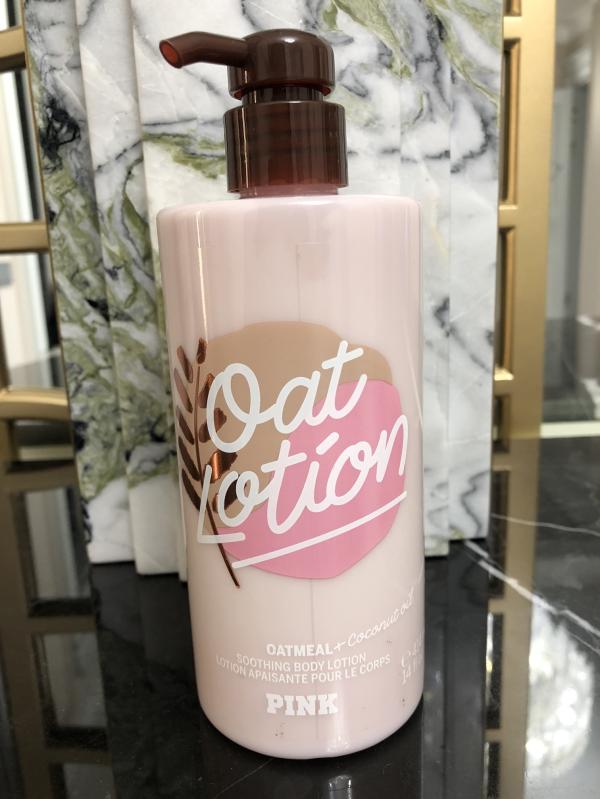 Oat
Lotion
OATMEAL + Coconut oil
SOOTHING BODY LOTION
LOTION APAISANTE POUR LE CORPS
PINK